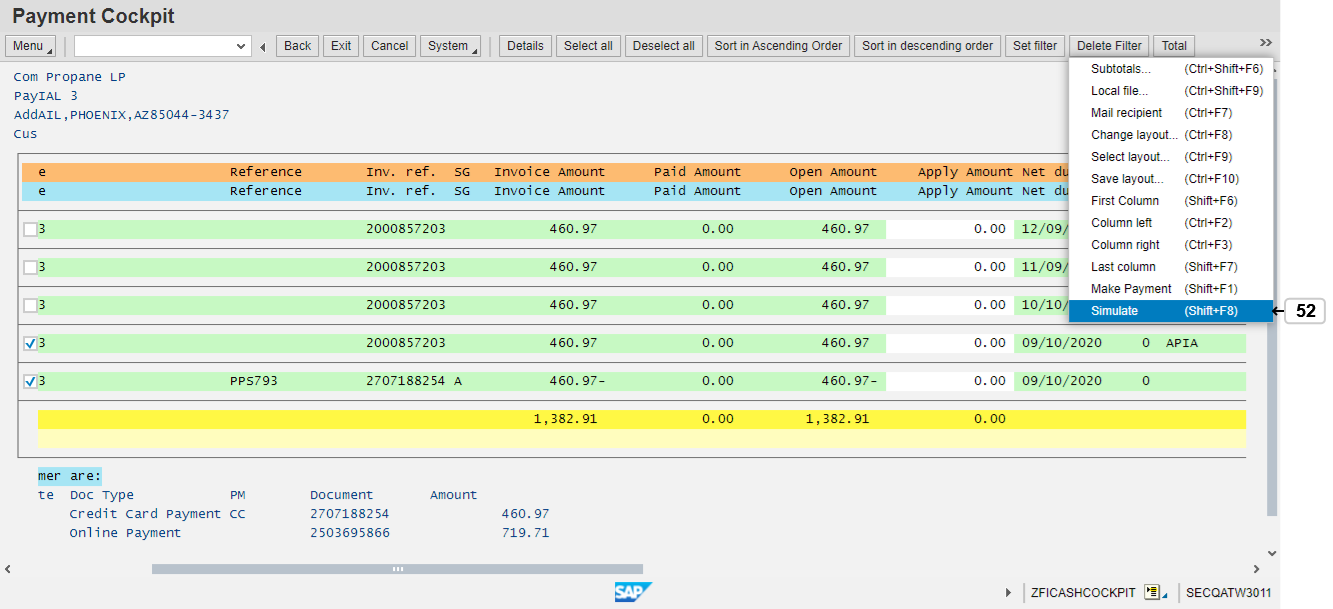 Payment Cockpit
Menu Back Exit Cancel System Details Select all Deselect all Sort in Ascending Order Sort in descending order Set filter Delete Filter Total
Com Propane LP
PayIAL 3
AddAIL,PHOENIX,AZ85044-3437
Cus
Subtotals... (Ctrl+Shift+F6)
Local file... (Ctrl+Shift+F9)
Mail recipient (Ctrl+F7)
Change layout... (Ctrl+F8)
Select layout... (Ctrl+F9)
Save layout... (Ctrl+F10)
First Column (Shift+F6)
Column left (Ctrl+F2)
Column right (Ctrl+F3)
Last column (Shift+F7)
Make Payment (Shift+F1)
Simulate (Shift+F8)
52
e Reference Inv. ref. SG Invoice Amount Paid Amount Open Amount Apply Amount Net du
e Reference Inv. ref. SG Invoice Amount Paid Amount Open Amount Apply Amount Net du
3 2000857203 460.97 0.00 460.97 0.00 12/09/
3 2000857203 460.97 0.00 460.97 0.00 11/09/
3 2000857203 460.97 0.00 460.97 0.00 10/10/
3 2000857203 460.97 0.00 460.97 0.00 09/10/2020 0 APIA
3 PPS793 2707188254 A 460.97- 0.00 460.97- 0.00 09/10/2020 0
1,382.91 0.00 1,382.91 0.00
mer are:
te Doc Type PM Document Amount
Credit Card Payment CC 2707188254 460.97
Online Payment 2503695866 719.71
SAP
ZFICASHCOCKPIT SECQATW3011